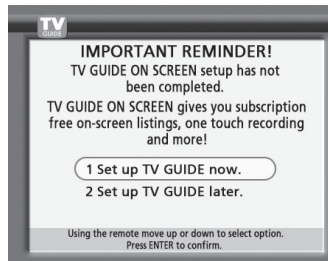 TV
GUIDE
IMPORTANT REMINDER!
TV GUIDE ON SCREEN setup has not
been completed.
TV GUIDE ON SCREEN gives you subscription
free on-screen listings, one touch recording
and more!
1 Set up TV GUIDE now.
2 Set up TV GUIDE later.
Using the remote move up or down to select option.
Press ENTER to confirm.